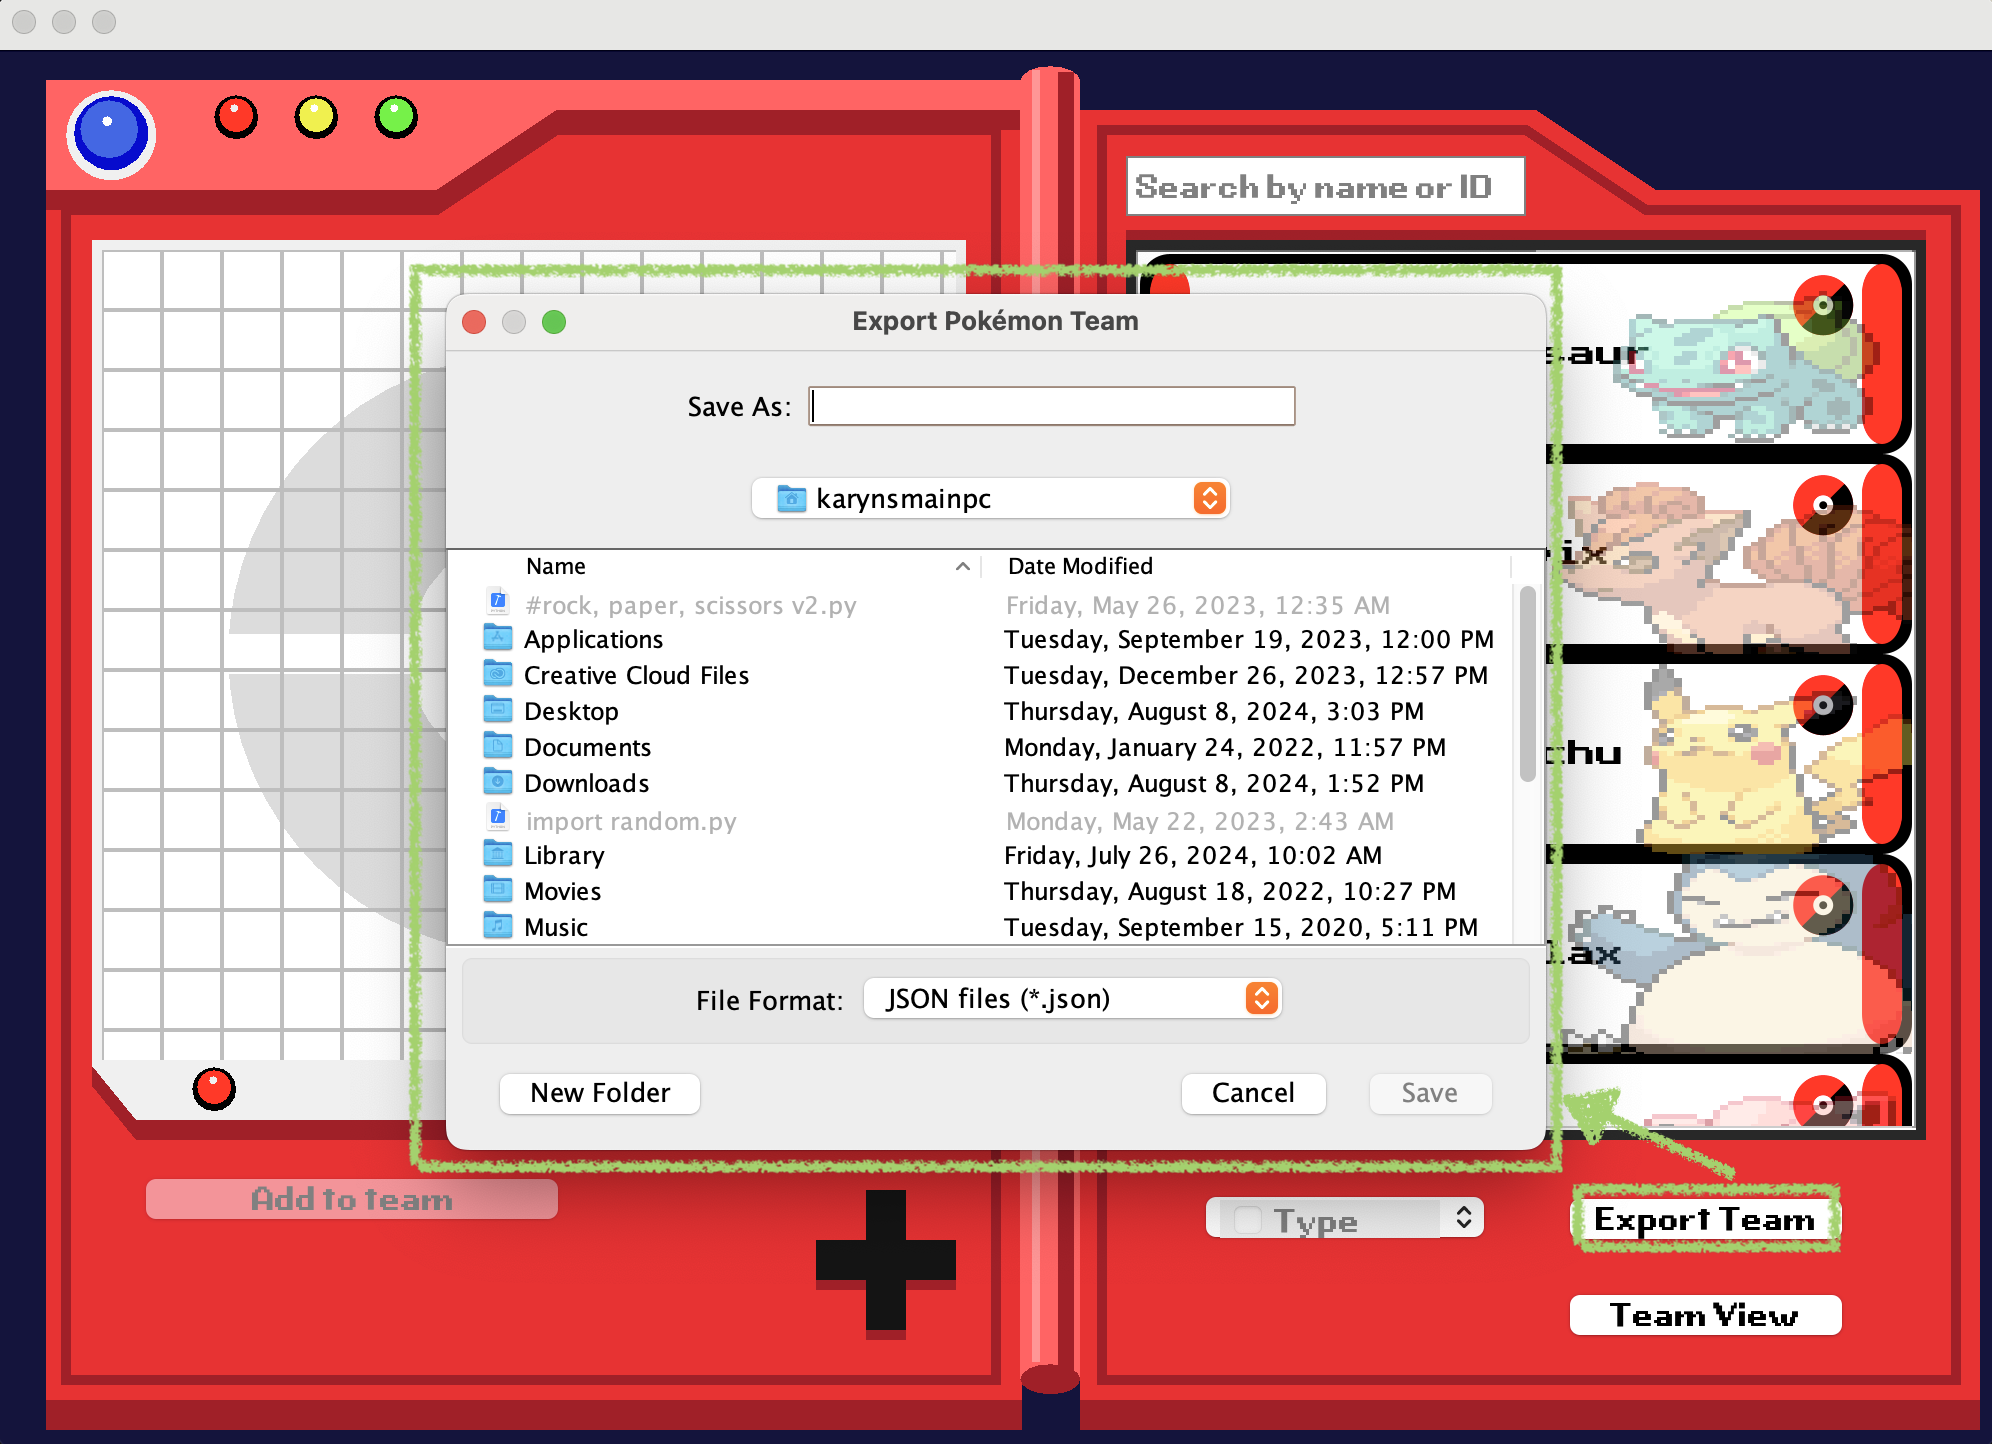 Search by name or ID
Export Pokémon Team
Save As:
karynsmainpc
Name Date Modified
#rock, paper, scissors v2.py Friday, May 26, 2023, 12:35 AM
Applications Tuesday, September 19, 2023, 12:00 PM
Creative Cloud Files Tuesday, December 26, 2023, 12:57 PM
Desktop Thursday, August 8, 2024, 3:03 PM
Documents Monday, January 24, 2022, 11:57 PM
Downloads Thursday, August 8, 2024, 1:52 PM
import random.py Monday, May 22, 2023, 2:43 AM
Library Friday, July 26, 2024, 10:02 AM
Movies Thursday, August 18, 2022, 10:27 PM
Music Tuesday, September 15, 2020, 5:11 PM
File Format: JSON files (*.json)
New Folder Cancel Save
aur
ix
chu
lax
Add to team
Type
Export Team
Team View